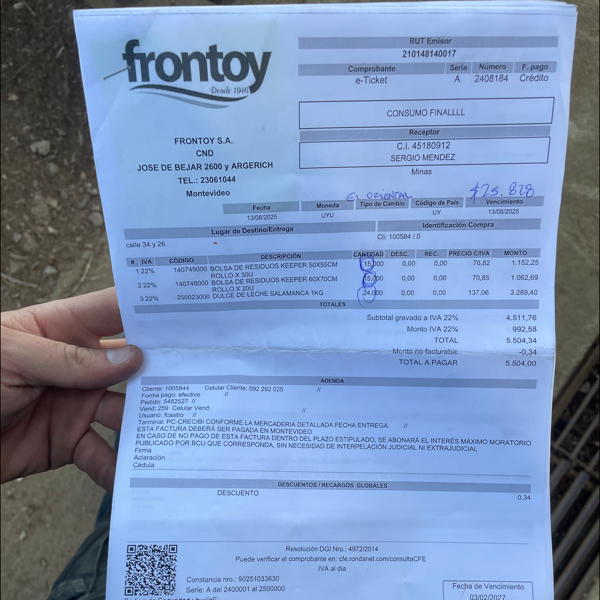 frontoy
Desde 1946
FRONTOY S.A.
CND
JOSE DE BEJAR 2600 y ARGERICH
TEL.: 23061044
Montevideo
RUT Emisor
210148140017
Comprobante Serie Número F. pago
e-Ticket A 2408184 Crédito
CONSUMO FINALLLL
Receptor
C.I. 45180912
SERGIO MENDEZ
Minas
EL ORIENTAL $25.828
Fecha Moneda Tipo de Cambio Código de País Vencimiento
13/08/2025 UYU UY 13/08/2025
Lugar de Destino/Entrega Identificación Compra
calle 34 y 26 Cli: 100584 / 0
# IVA CÓDIGO DESCRIPCIÓN CANTIDAD DESC. REC. PRECIO C/IVA MONTO
1 22% 140749000 BOLSA DE RESIDUOS KEEPER 50X55CM 15,000 0,00 0,00 76,82 1.152,25
ROLLO X 30U
2 22% 140748000 BOLSA DE RESIDUOS KEEPER 60X70CM 15,000 0,00 0,00 70,85 1.062,69
ROLLO X 20U
3 22% 250023000 DULCE DE LECHE SALAMANCA 1KG 24,000 0,00 0,00 137,06 3.289,40
TOTALES
Subtotal gravado a IVA 22% 4.511,76
Monto IVA 22% 992,58
TOTAL 5.504,34
Monto no facturable -0,34
TOTAL A PAGAR 5.504,00
ADENDA
Cliente: 1005844 Celular Cliente: 092 292 025 //
Forma pago: efectivo //
Pedido: 5482527 //
Vend: 259 Celular Vend: //
Usuario: fcastro //
Terminal: PC-CRECIBI CONFORME LA MERCADERIA DETALLADA FECHA ENTREGA: //
ESTA FACTURA DEBERÁ SER PAGADA EN MONTEVIDEO
EN CASO DE NO PAGO DE ESTA FACTURA DENTRO DEL PLAZO ESTIPULADO, SE ABONARÁ EL INTERÉS MÁXIMO MORATORIO
PUBLICADO POR BCU QUE CORRESPONDA, SIN NECESIDAD DE INTERPELACIÓN JUDICIAL NI EXTRAJUDICIAL
Firma
Aclaración
Cédula
DESCUENTOS / RECARGOS GLOBALES
DESCUENTO 0,34
Resolución DGI Nro.: 4972/2014
Puede verificar el comprobante en: cfe.rondanet.com/consultaCFE
IVA al día
Constancia nro.: 90251033630
Serie: A del 2400001 al 2500000
Fecha de Vencimiento
03/02/2027